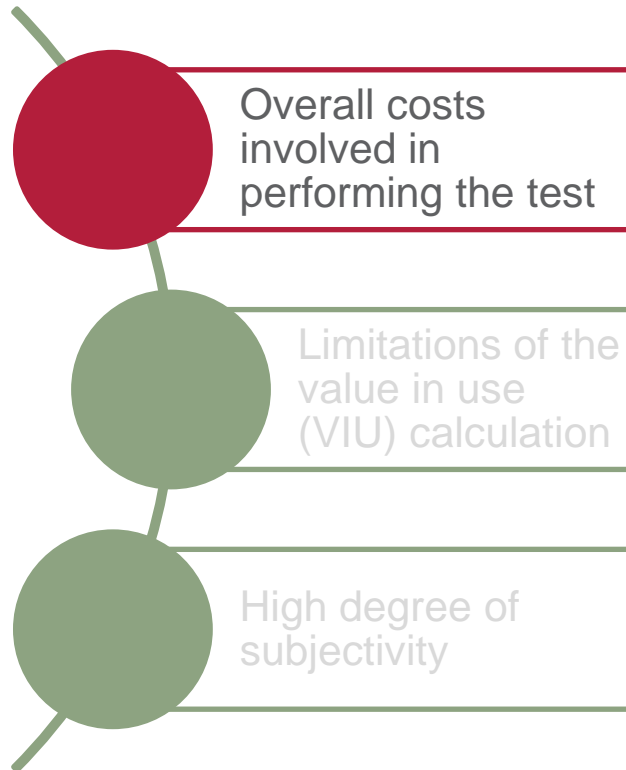 Overall costs
involved in
performing the test
Limitations of the
value in use
(VIU) calculation
High degree of
subjectivity